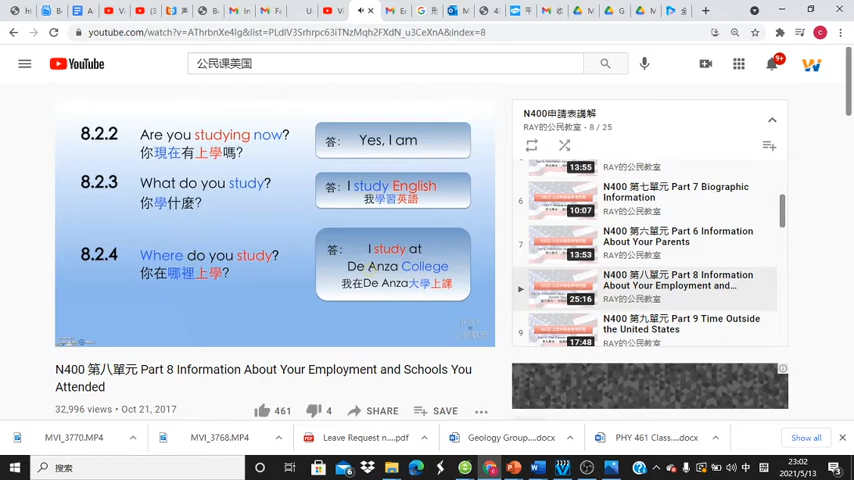 youtube.com/watch?v=AThrbnXe4Ig&list=PLdIV3Srhrpc63iTNzMqh2FXdN_u3CeXnA&index=8
YouTube
公民课美国
9+
8.2.2
Are you studying now?
你現在有上學嗎?
答: Yes, I am
8.2.3
What do you study?
你學什麼?
答: I study English
我學習英語
8.2.4
Where do you study?
你在哪裡上學?
答: I study at
De Anza College
我在De Anza大學上課
N400 第八單元 Part 8 Information About Your Employment and Schools You
Attended
32,996 views • Oct 21, 2017
461
4
SHARE
SAVE
N400申請表講解
RAY的公民教室 - 8 / 25
13:55
RAY的公民教室
6
N400 第七單元 Part 7 Biographic
Information
10:07
RAY的公民教室
7
N400 第六單元 Part 6 Information
About Your Parents
13:53
RAY的公民教室
N400 第八單元 Part 8 Information
About Your Employment and…
25:16
RAY的公民教室
9
N400 第九單元 Part 9 Time Outside
the United States
17:48
RAY的公民教室
MVI_3770.MP4
MVI_3768.MP4
Leave Request n....pdf
Geology Group....docx
PHY 461 Class....docx
Show all
搜索
中
23:02
2021/5/13